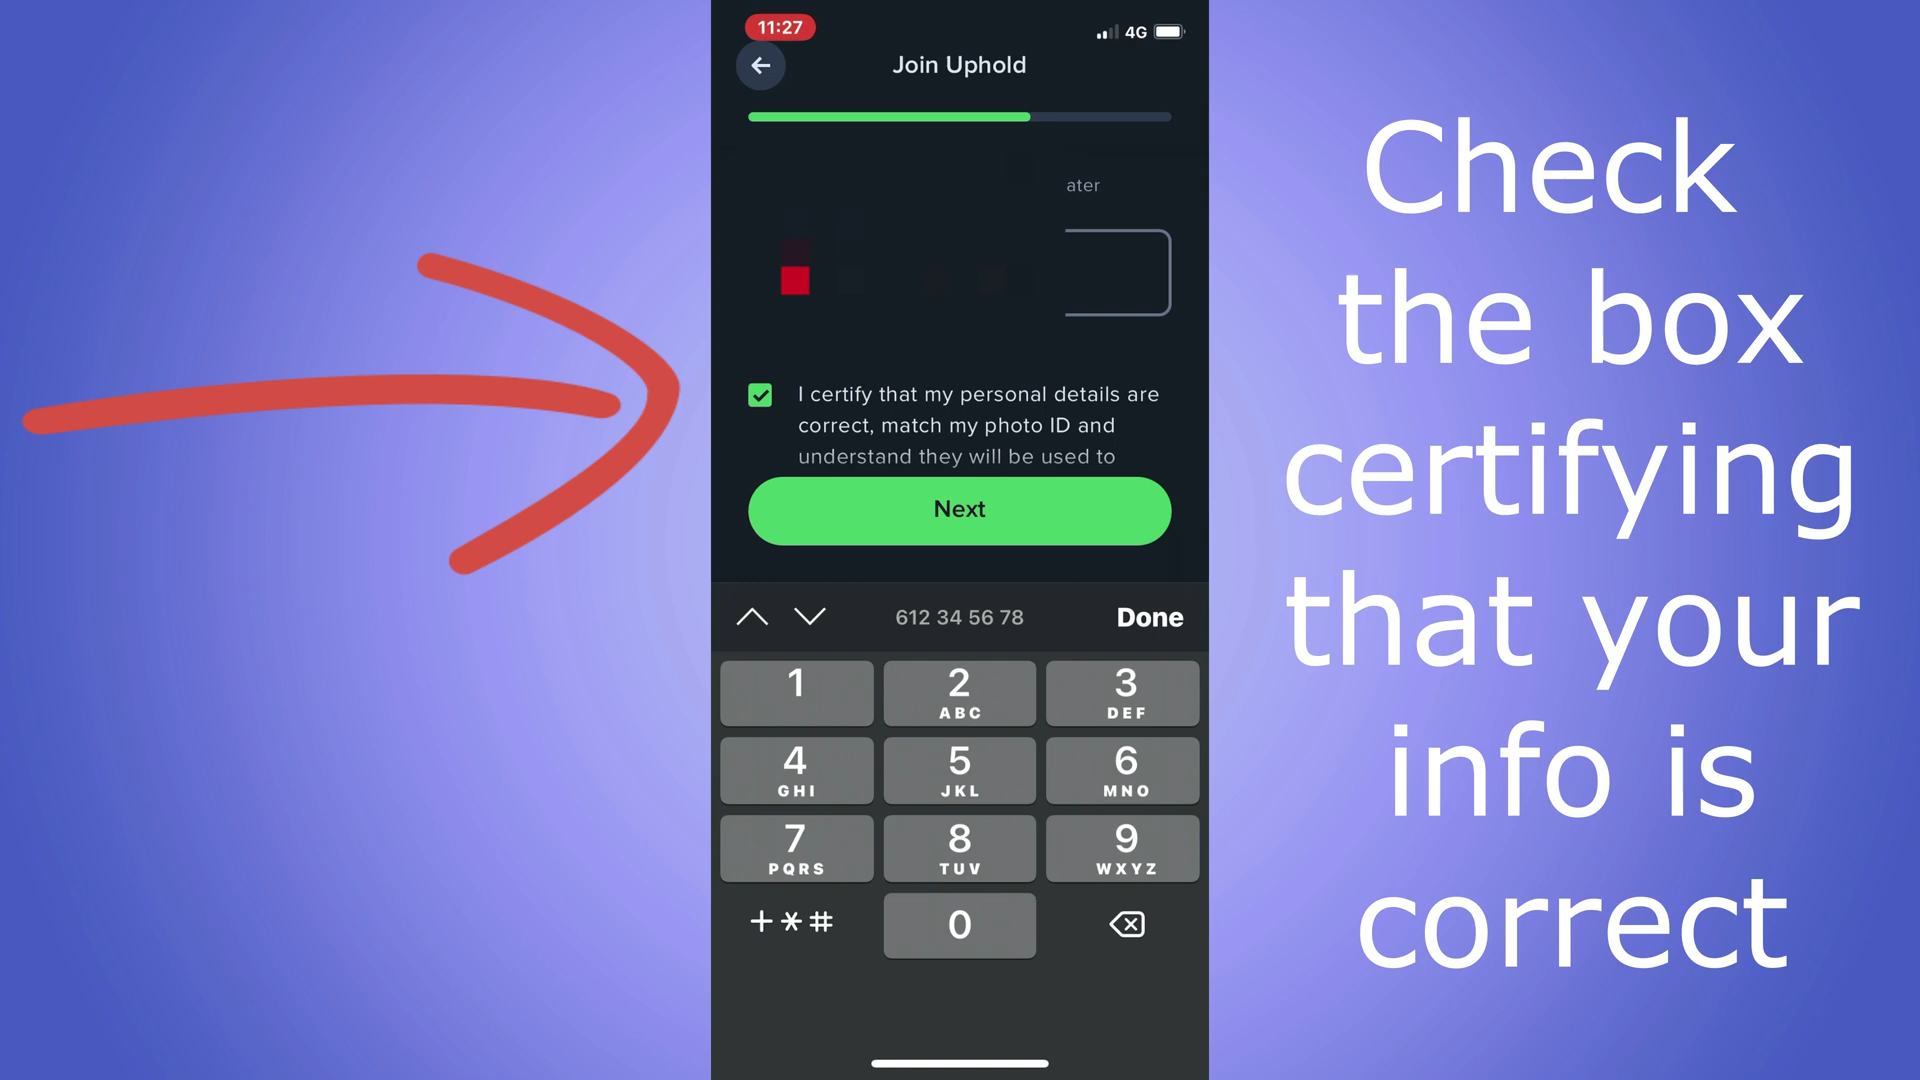 11:27
4G
Join Uphold
ater
I certify that my personal details are
correct, match my photo ID and
understand they will be used to
Next
612 34 56 78
Done
1
2
ABC
3
DEF
4
GHI
5
JKL
6
MNO
7
PQRS
8
TUV
9
WXYZ
+*#
0
Check
the box
certifying
that your
info is
correct